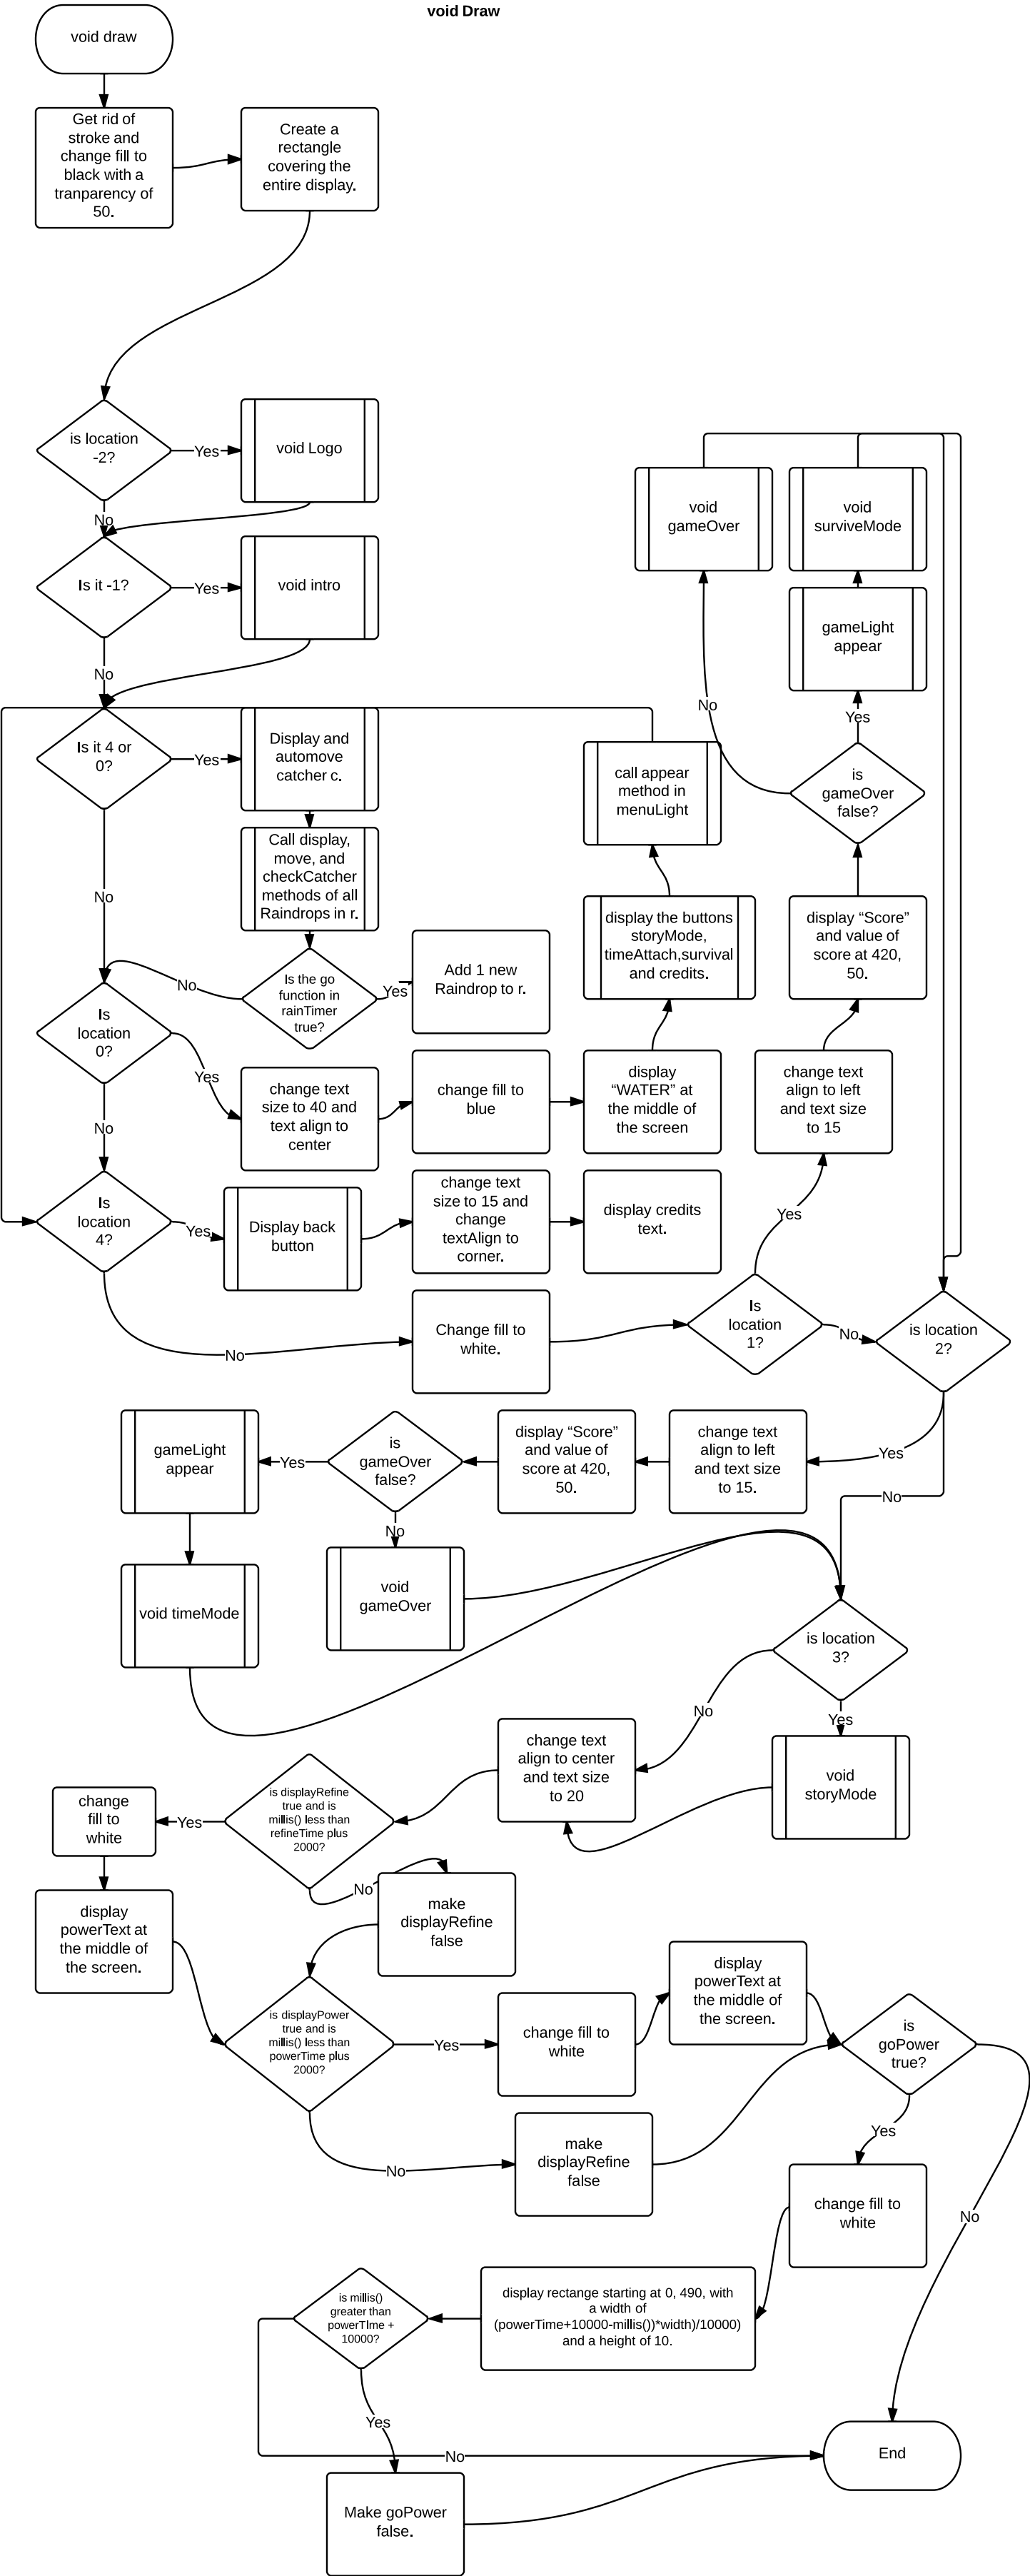 void Draw
void draw
Get rid of
stroke and
change fill to
black with a
tranparency of
50.
Create a
rectangle
covering the
entire display.
is location
-2?
Yes
void Logo
No
Is it -1?
Yes
void intro
No
void
gameOver
void
surviveMode
gameLight
appear
No
Yes
Is it 4 or
0?
Yes
Display and
automove
catcher c.
call appear
method in
menuLight
is
gameOver
false?
Call display,
move, and
checkCatcher
methods of all
Raindrops in r.
No
display the buttons
storyMode,
timeAttach,survival
and credits.
display “Score”
and value of
score at 420,
50.
No
Is the go
function in
rainTimer
true?
Yes
Add 1 new
Raindrop to r.
Is
location
0?
Yes
change text
size to 40 and
text align to
center
change fill to
blue
display
“WATER” at
the middle of
the screen
change text
align to left
and text size
to 15
No
Is
location
4?
Yes
Display back
button
change text
size to 15 and
change
textAlign to
corner.
display credits
text.
Yes
No
Change fill to
white.
Is
location
1?
No
is location
2?
gameLight
appear
Yes
is
gameOver
false?
display “Score”
and value of
score at 420,
50.
change text
align to left
and text size
to 15.
Yes
No
No
void timeMode
void
gameOver
is location
3?
No
Yes
change text
align to center
and text size
to 20
void
storyMode
change
fill to
white
Yes
is displayRefine
true and is
millis() less than
refineTime plus
2000?
No
make
displayRefine
false
display
powerText at
the middle of
the screen.
is displayPower
true and is
millis() less than
powerTime plus
2000?
Yes
change fill to
white
display
powerText at
the middle of
the screen.
is
goPower
true?
No
make
displayRefine
false
Yes
change fill to
white
No
is millis()
greater than
powerTIme +
10000?
display rectange starting at 0, 490, with
a width of
(powerTime+10000-millis())*width)/10000)
and a height of 10.
Yes
No
End
Make goPower
false.